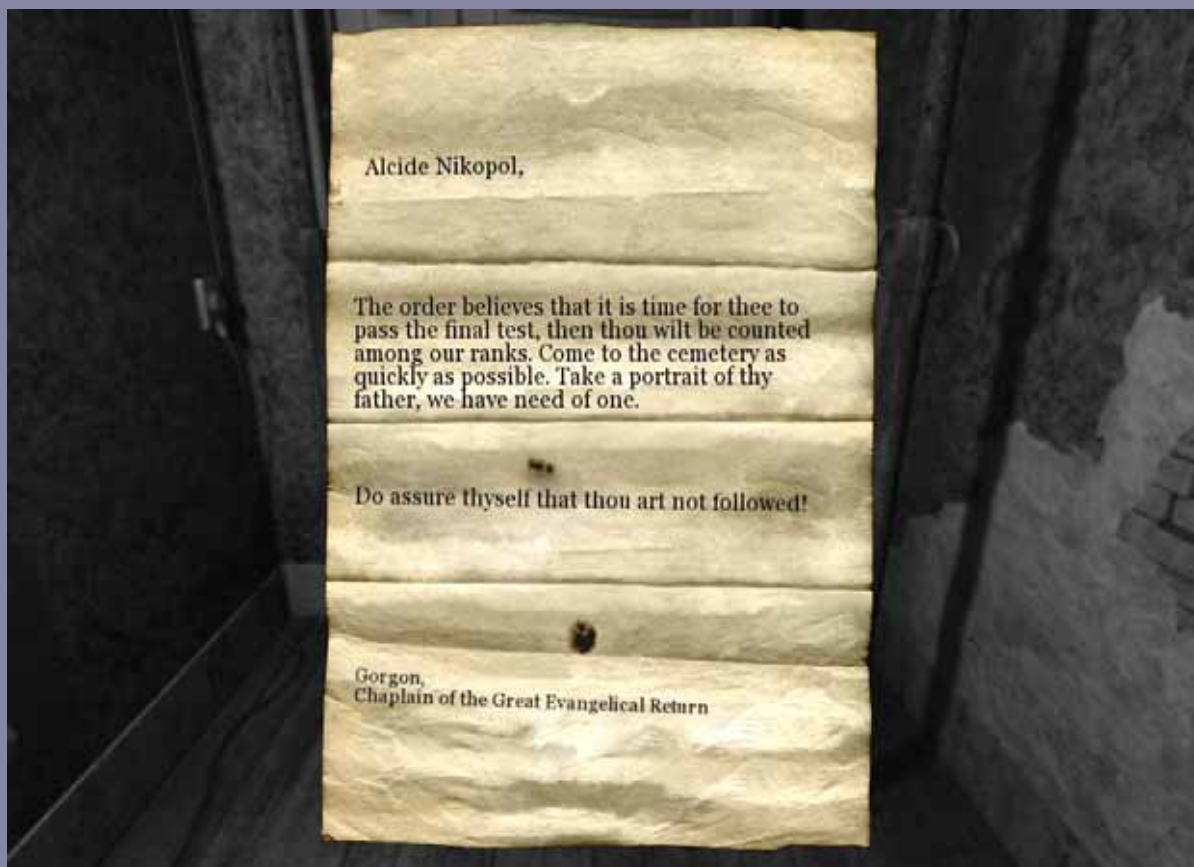 Alcide Nikopol,
The order believes that it is time for thee to
pass the final test, then thou wilt be counted
among our ranks. Come to the cemetery as
quickly as possible. Take a portrait of thy
father, we have need of one.
Do assure thyself that thou art not followed!
Gorgon,
Chaplain of the Great Evangelical Return